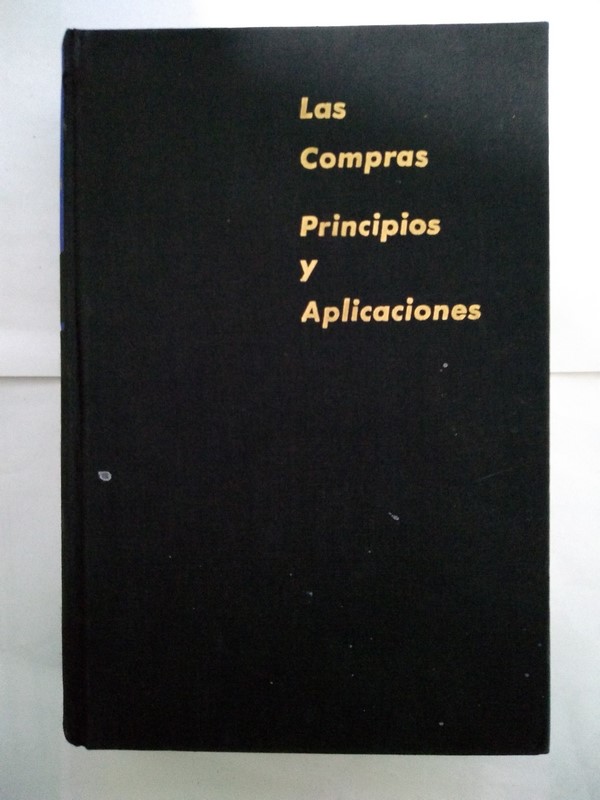 Las
Compras
Principios
y
Aplicaciones